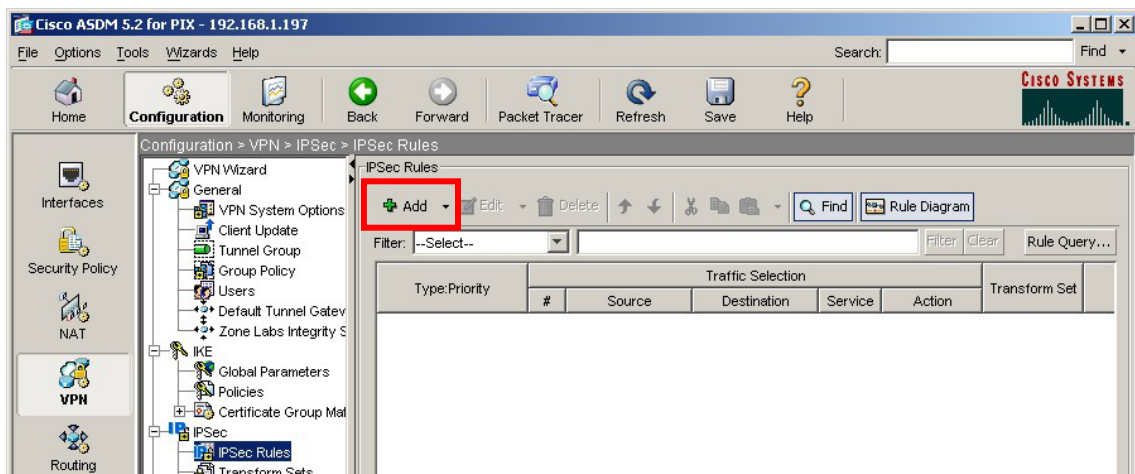 Cisco ASDM 5.2 for PIX - 192.168.1.197
File Options Tools Wizards Help Search: Find
Home Configuration Monitoring Back Forward Packet Tracer Refresh Save Help
CISCO SYSTEMS
Configuration > VPN > IPSec > IPSec Rules
Interfaces
Security Policy
NAT
VPN
Routing
VPN Wizard
General
VPN System Options
Client Update
Tunnel Group
Group Policy
Users
Default Tunnel Gatew
Zone Labs Integrity S
IKE
Global Parameters
Policies
Certificate Group Mat
IPSec
IPSec Rules
Transform Sets
IPSec Rules
Add Edit Delete Find Rule Diagram
Filter: --Select-- Filter Clear Rule Query...
Type:Priority Traffic Selection Transform Set
# Source Destination Service Action